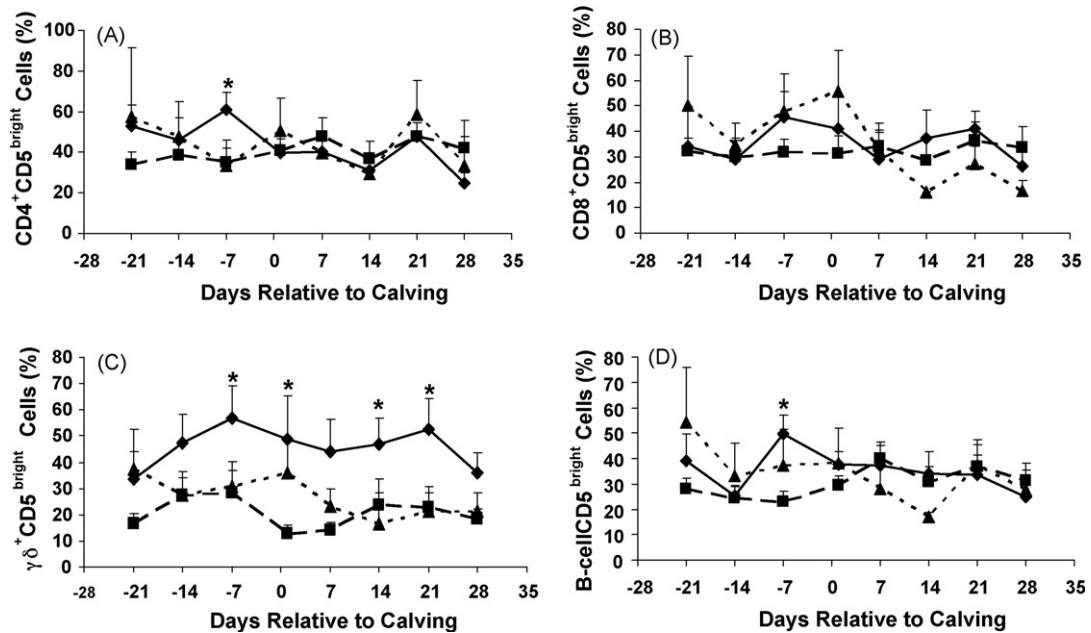 (A)
CD4⁺CD5ᵇʳⁱᵍʰᵗ Cells (%)
100
80
60
40
20
0
*
-28 -21 -14 -7 0 7 14 21 28 35
Days Relative to Calving
(B)
CD8⁺CD5ᵇʳⁱᵍʰᵗ Cells (%)
80
70
60
50
40
30
20
10
0
-28 -21 -14 -7 0 7 14 21 28 35
Days Relative to Calving
(C)
γδ⁺CD5ᵇʳⁱᵍʰᵗ Cells (%)
80
70
60
50
40
30
20
10
0
* * * *
-28 -21 -14 -7 0 7 14 21 28 35
Days Relative to Calving
(D)
B-cellCD5ᵇʳⁱᵍʰᵗ Cells (%)
80
70
60
50
40
30
20
10
0
*
-28 -21 -14 -7 0 7 14 21 28 35
Days Relative to Calving